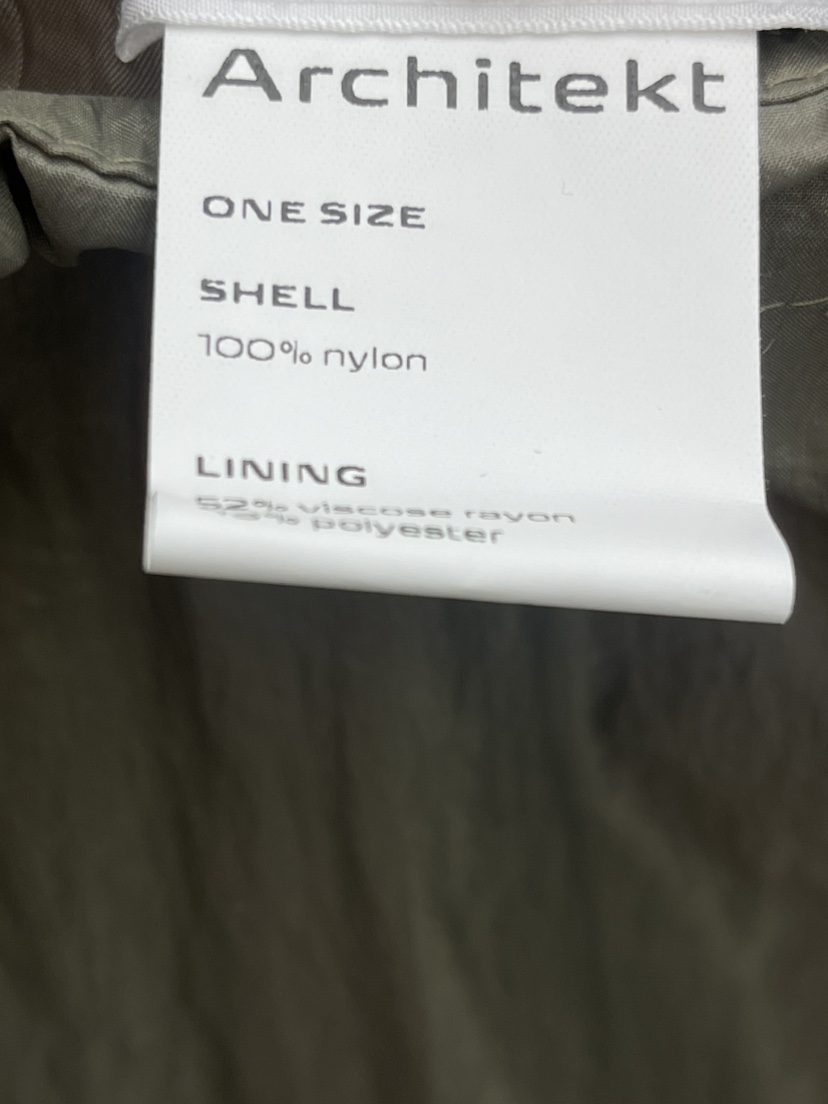 Architekt
ONE SIZE
SHELL
100% nylon
LINING
52% viscose rayon
polyester